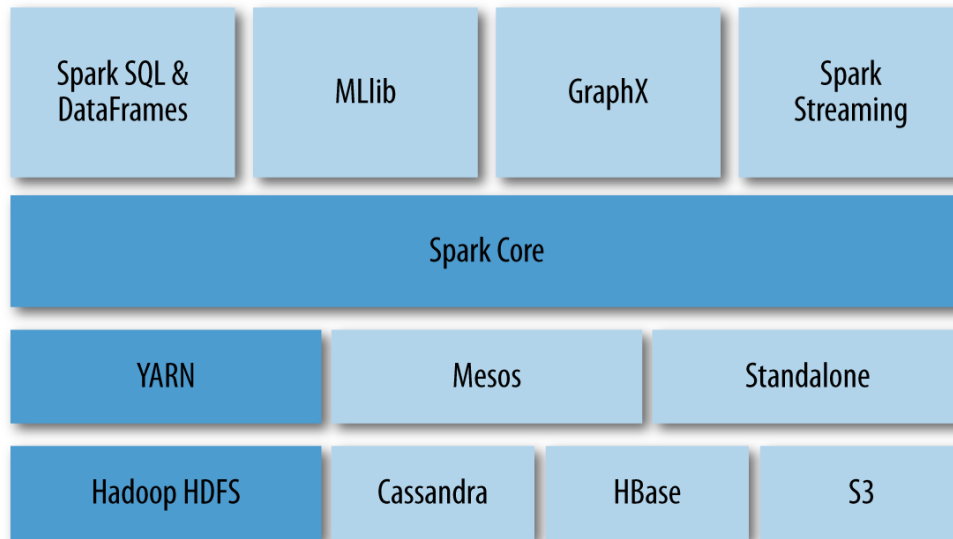 Spark SQL &
DataFrames
MLlib
GraphX
Spark
Streaming
Spark Core
YARN
Mesos
Standalone
Hadoop HDFS
Cassandra
HBase
S3